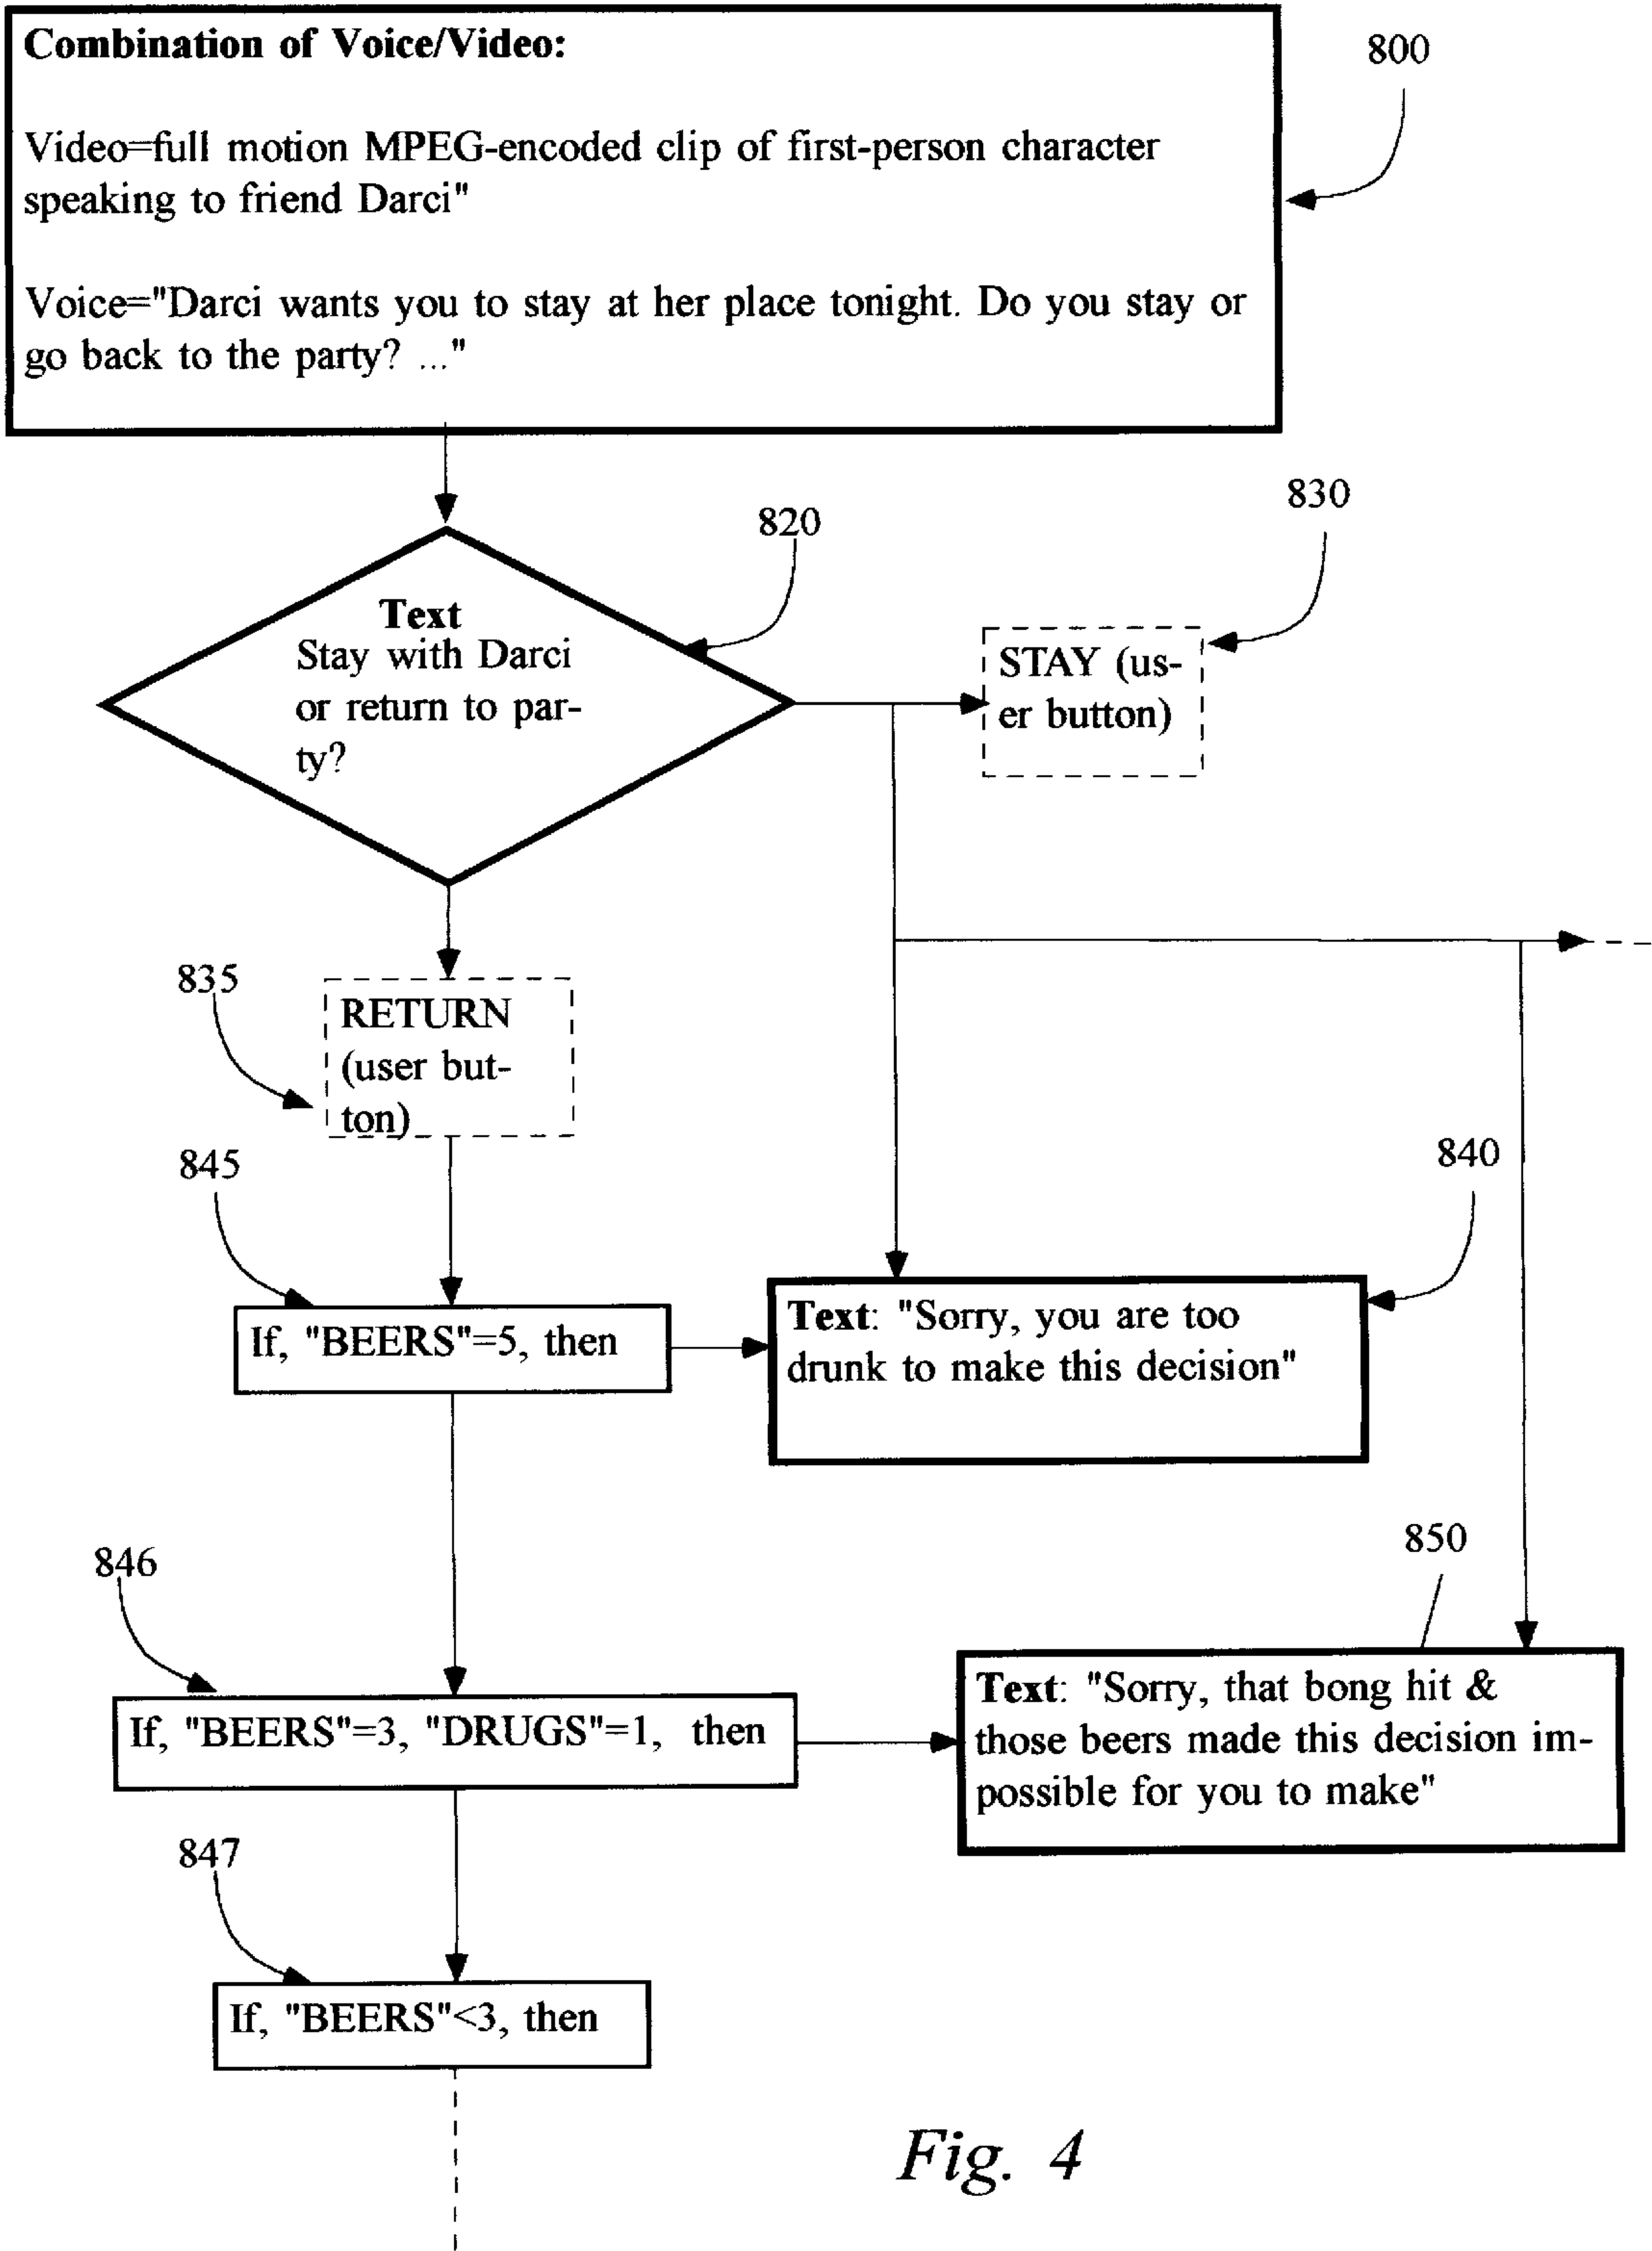 Combination of Voice/Video:
Video=full motion MPEG-encoded clip of first-person character
speaking to friend Darci"
Voice="Darci wants you to stay at her place tonight. Do you stay or
go back to the party? ..."
800
820
830
Text
Stay with Darci
or return to par-
ty?
STAY (us-
er button)
835
RETURN
(user but-
ton)
845
840
If, "BEERS"=5, then
Text: "Sorry, you are too
drunk to make this decision"
846
850
If, "BEERS"=3, "DRUGS"=1, then
Text: "Sorry, that bong hit &
those beers made this decision im-
possible for you to make"
847
If, "BEERS"<3, then
Fig. 4